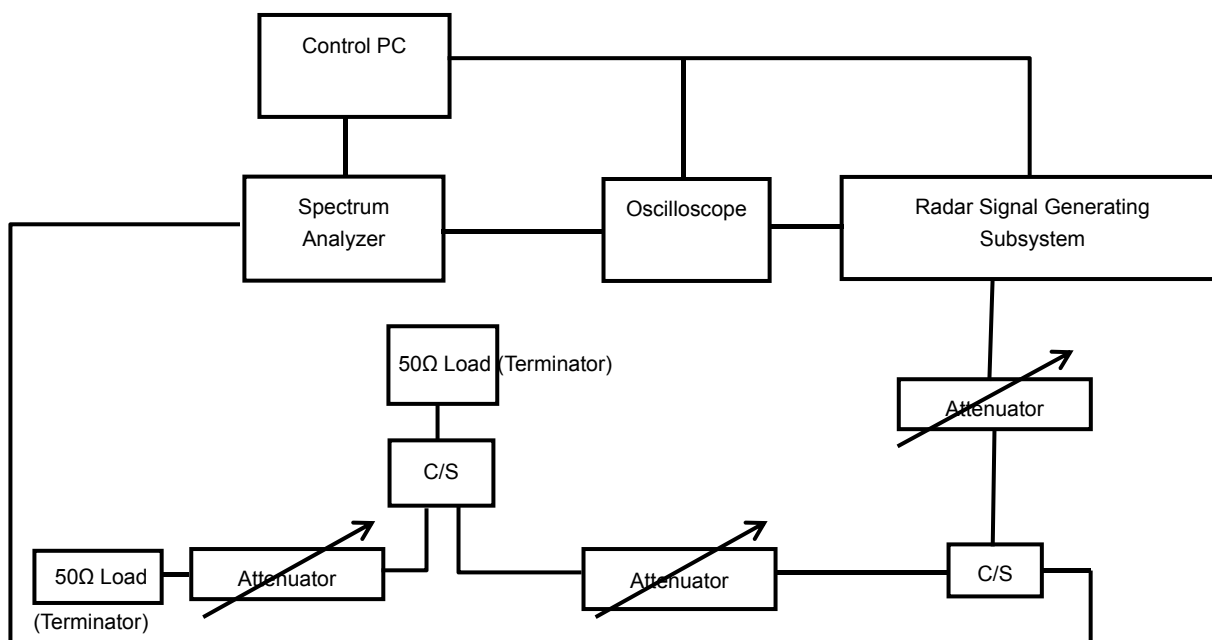 Control PC
Spectrum
Analyzer
Oscilloscope
Radar Signal Generating
Subsystem
50Ω Load (Terminator)
Attenuator
C/S
50Ω Load
(Terminator)
Attenuator
Attenuator
C/S